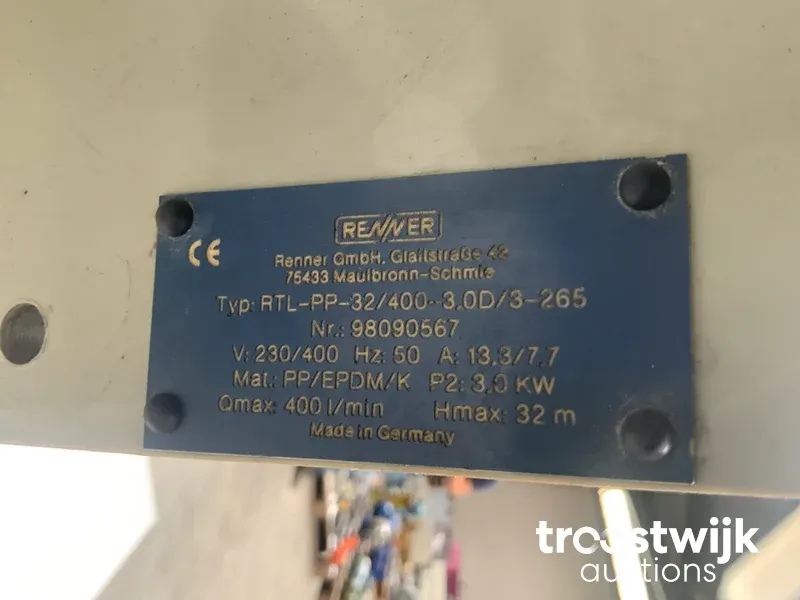 RENNER
CE
Renner GmbH. Glaitstraße 43
75433 Maulbronn-Schmie
Typ: RTL-PP-32/400-3.0D/3-265
Nr.: 98090567
V: 230/400 Hz: 50 A: 13,3/7,7
Mat.: PP/EPDM/K P2: 3,0 KW
Qmax: 400 l/min Hmax: 32 m
Made in Germany
troostwijk
auctions